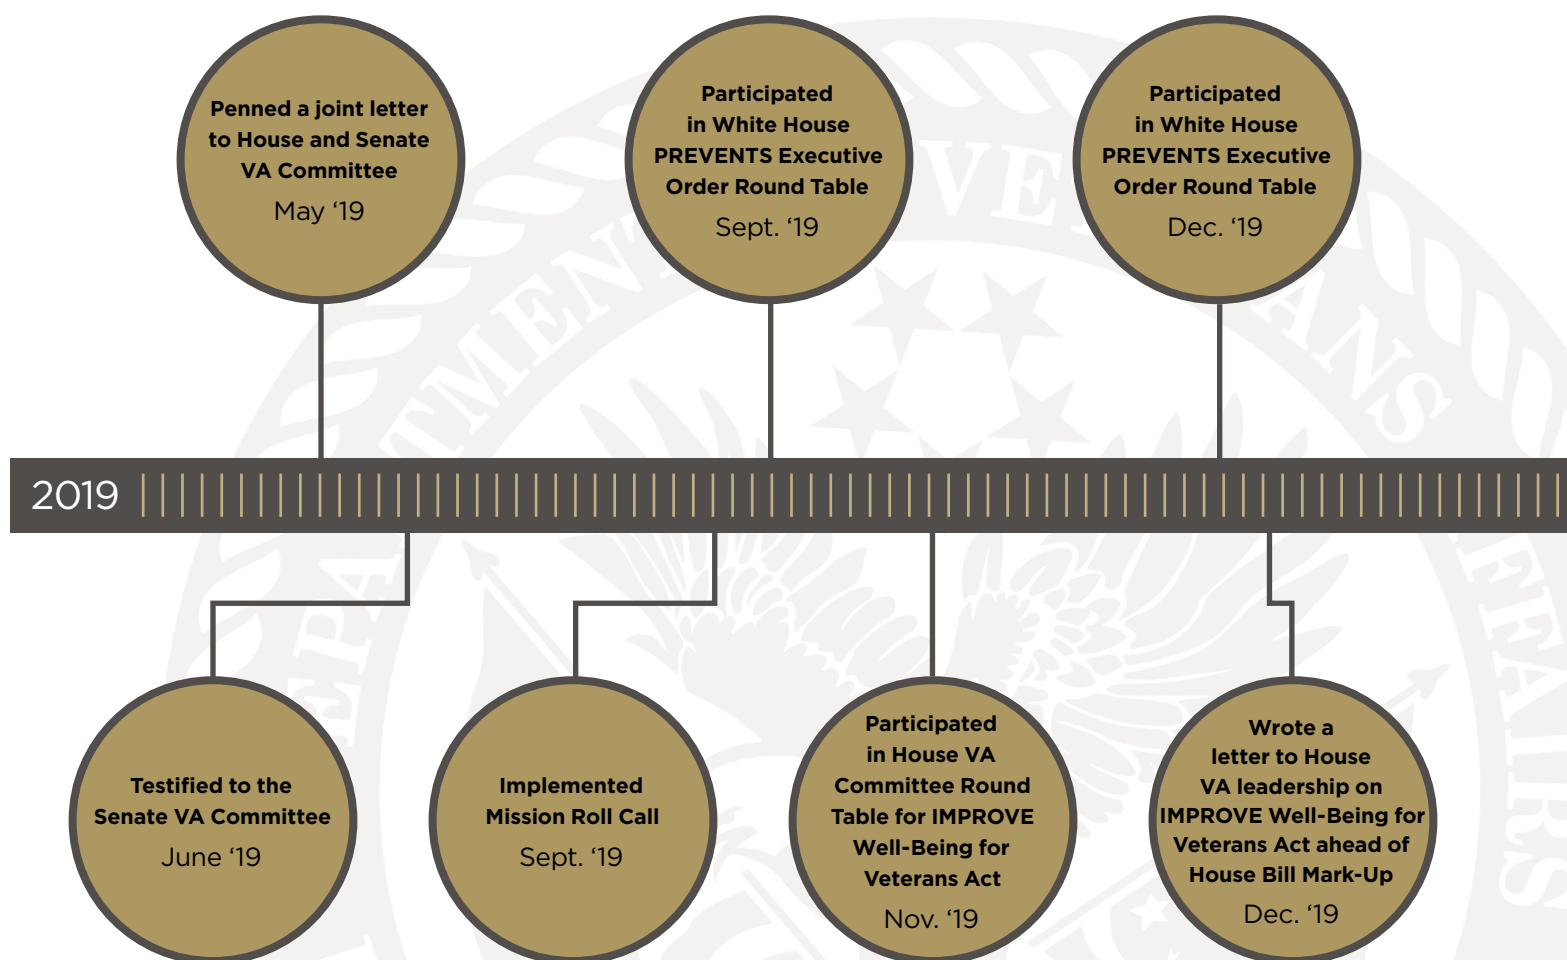 Penned a joint letter
to House and Senate
VA Committee
May ‘19
Participated
in White House
PREVENTS Executive
Order Round Table
Sept. ‘19
Participated
in White House
PREVENTS Executive
Order Round Table
Dec. ‘19
2019
Testified to the
Senate VA Committee
June ‘19
Implemented
Mission Roll Call
Sept. ‘19
Participated
in House VA
Committee Round
Table for IMPROVE
Well-Being for
Veterans Act
Nov. ‘19
Wrote a
letter to House
VA leadership on
IMPROVE Well-Being for
Veterans Act ahead of
House Bill Mark-Up
Dec. ‘19